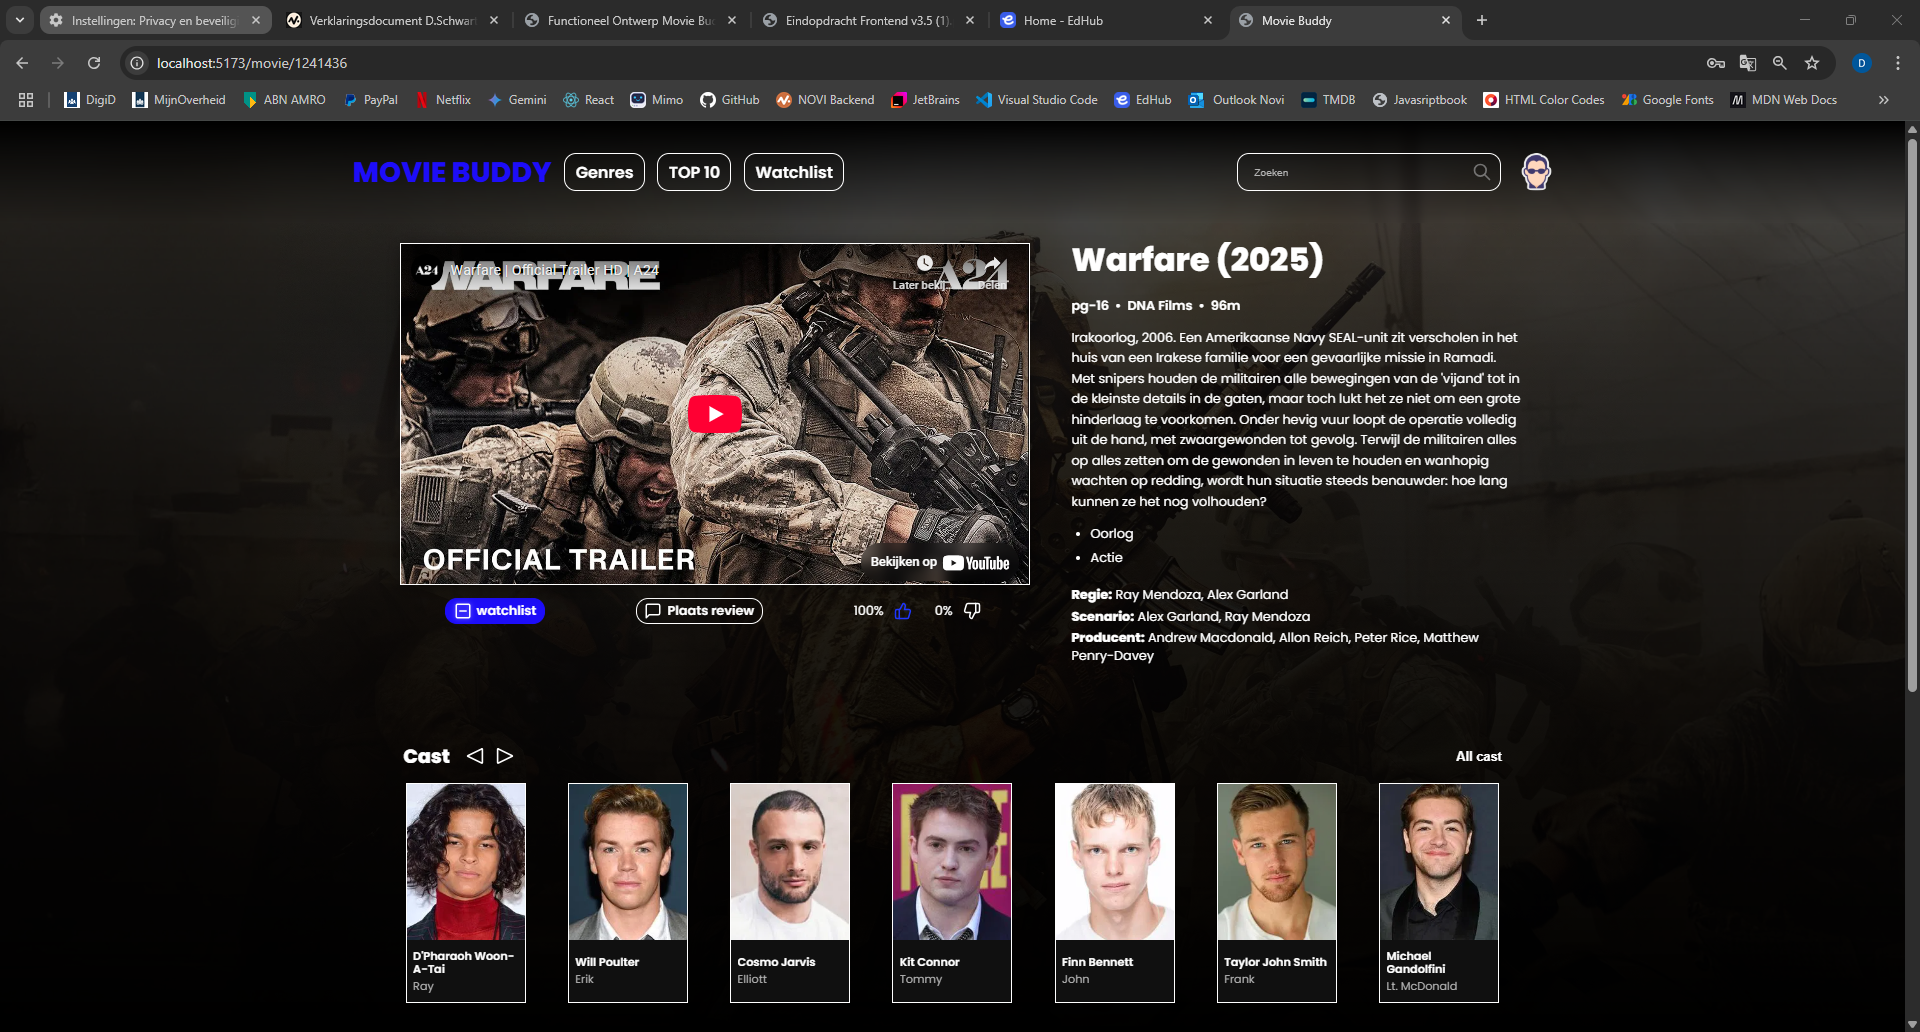 Instellingen: Privacy en beveilig
Verklaringsdocument D.Schwar
Functioneel Ontwerp Movie Bu
Eindopdracht Frontend v3.5 (1)
Home - EdHub
Movie Buddy
localhost:5173/movie/1241436
D
DigiD
MijnOverheid
ABN AMRO
PayPal
Netflix
Gemini
React
Mimo
GitHub
NOVI Backend
JetBrains
Visual Studio Code
EdHub
Outlook Novi
TMDB
Javasriptbook
HTML Color Codes
Google Fonts
MDN Web Docs
MOVIE BUDDY
Genres
TOP 10
Watchlist
Zoeken
A24
WARFARE
Warfare | Official Trailer HD | A24
A24
Later bekij
Delen
OFFICIAL TRAILER
Bekijken op YouTube
watchlist
Plaats review
100%
0%
Warfare (2025)
pg-16 • DNA Films • 96m
Irakoorlog, 2006. Een Amerikaanse Navy SEAL-unit zit verscholen in het
huis van een Irakese familie voor een gevaarlijke missie in Ramadi.
Met snipers houden de militairen alle bewegingen van de 'vijand' tot in
de kleinste details in de gaten, maar toch lukt het ze niet om een grote
hinderlaag te voorkomen. Onder hevig vuur loopt de operatie volledig
uit de hand, met zwaargewonden tot gevolg. Terwijl de militairen alles
op alles zetten om de gewonden in leven te houden en wanhopig
wachten op redding, wordt hun situatie steeds benauwder: hoe lang
kunnen ze het nog volhouden?
• Oorlog
• Actie
Regie: Ray Mendoza, Alex Garland
Scenario: Alex Garland, Ray Mendoza
Producent: Andrew Macdonald, Allon Reich, Peter Rice, Matthew
Penry-Davey
Cast
All cast
D'Pharaoh Woon-
A-Tai
Ray
Will Poulter
Erik
Cosmo Jarvis
Elliott
Kit Connor
Tommy
Finn Bennett
John
Taylor John Smith
Frank
Michael
Gandolfini
Lt. McDonald